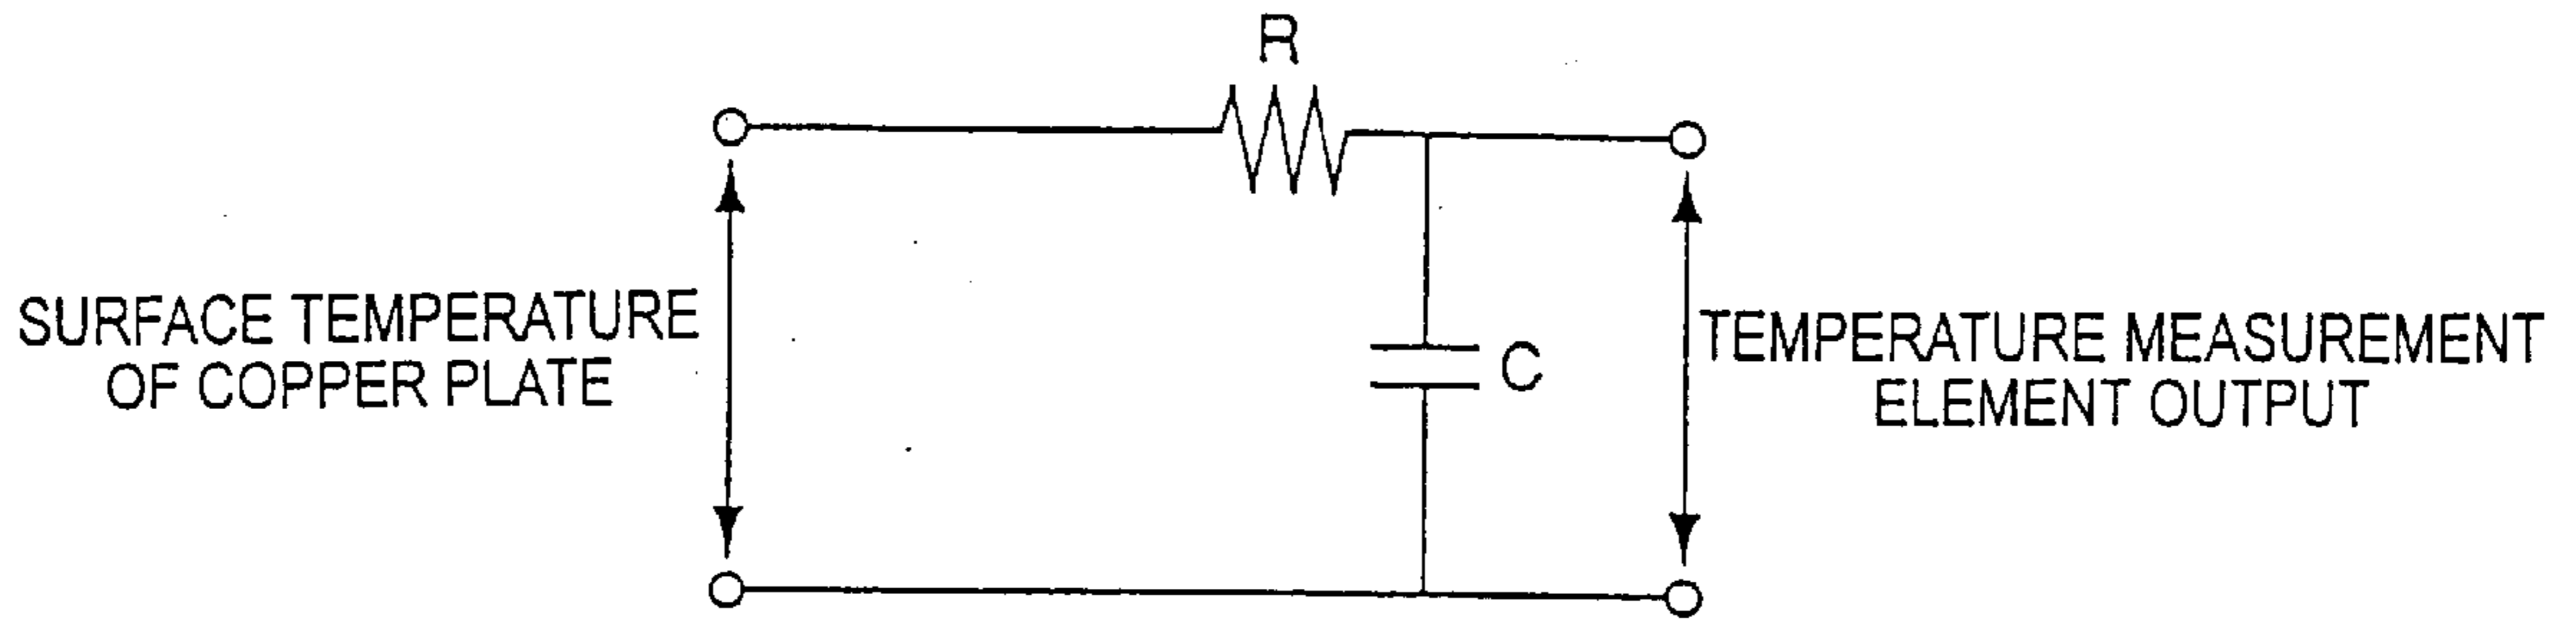 R
SURFACE TEMPERATURE
OF COPPER PLATE
C
TEMPERATURE MEASUREMENT
ELEMENT OUTPUT